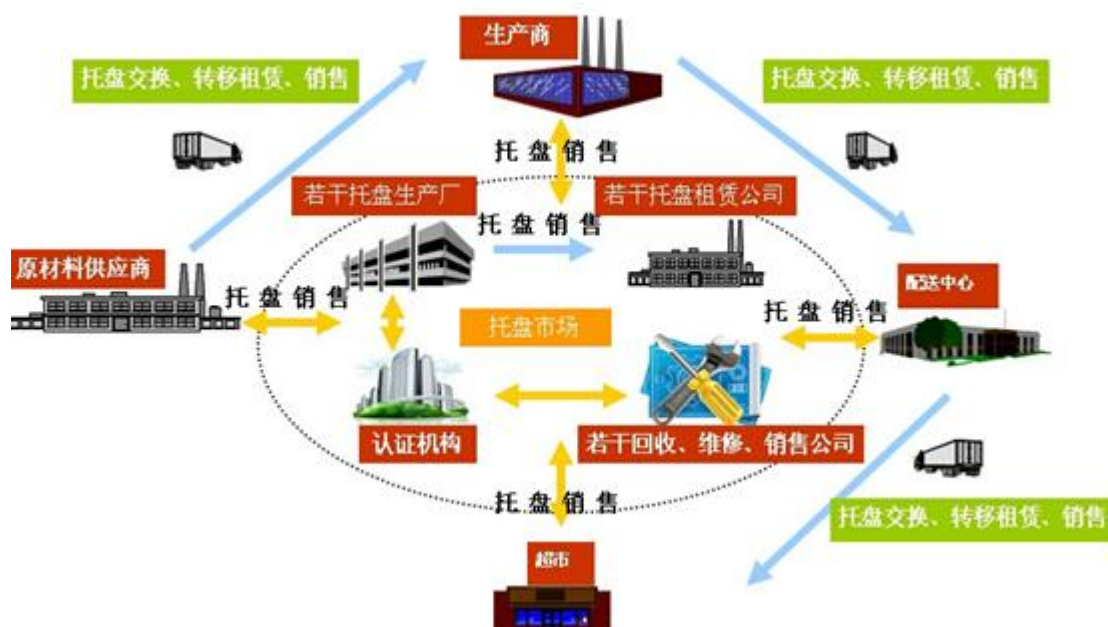 生产商
托盘交换、转移租赁、销售
托盘交换、转移租赁、销售
托盘销售
若干托盘生产厂
若干托盘租赁公司
托盘销售
原材料供应商
配送中心
托盘销售
托盘市场
托盘销售
认证机构
若干回收、维修、销售公司
托盘销售
托盘交换、转移租赁、销售
超市